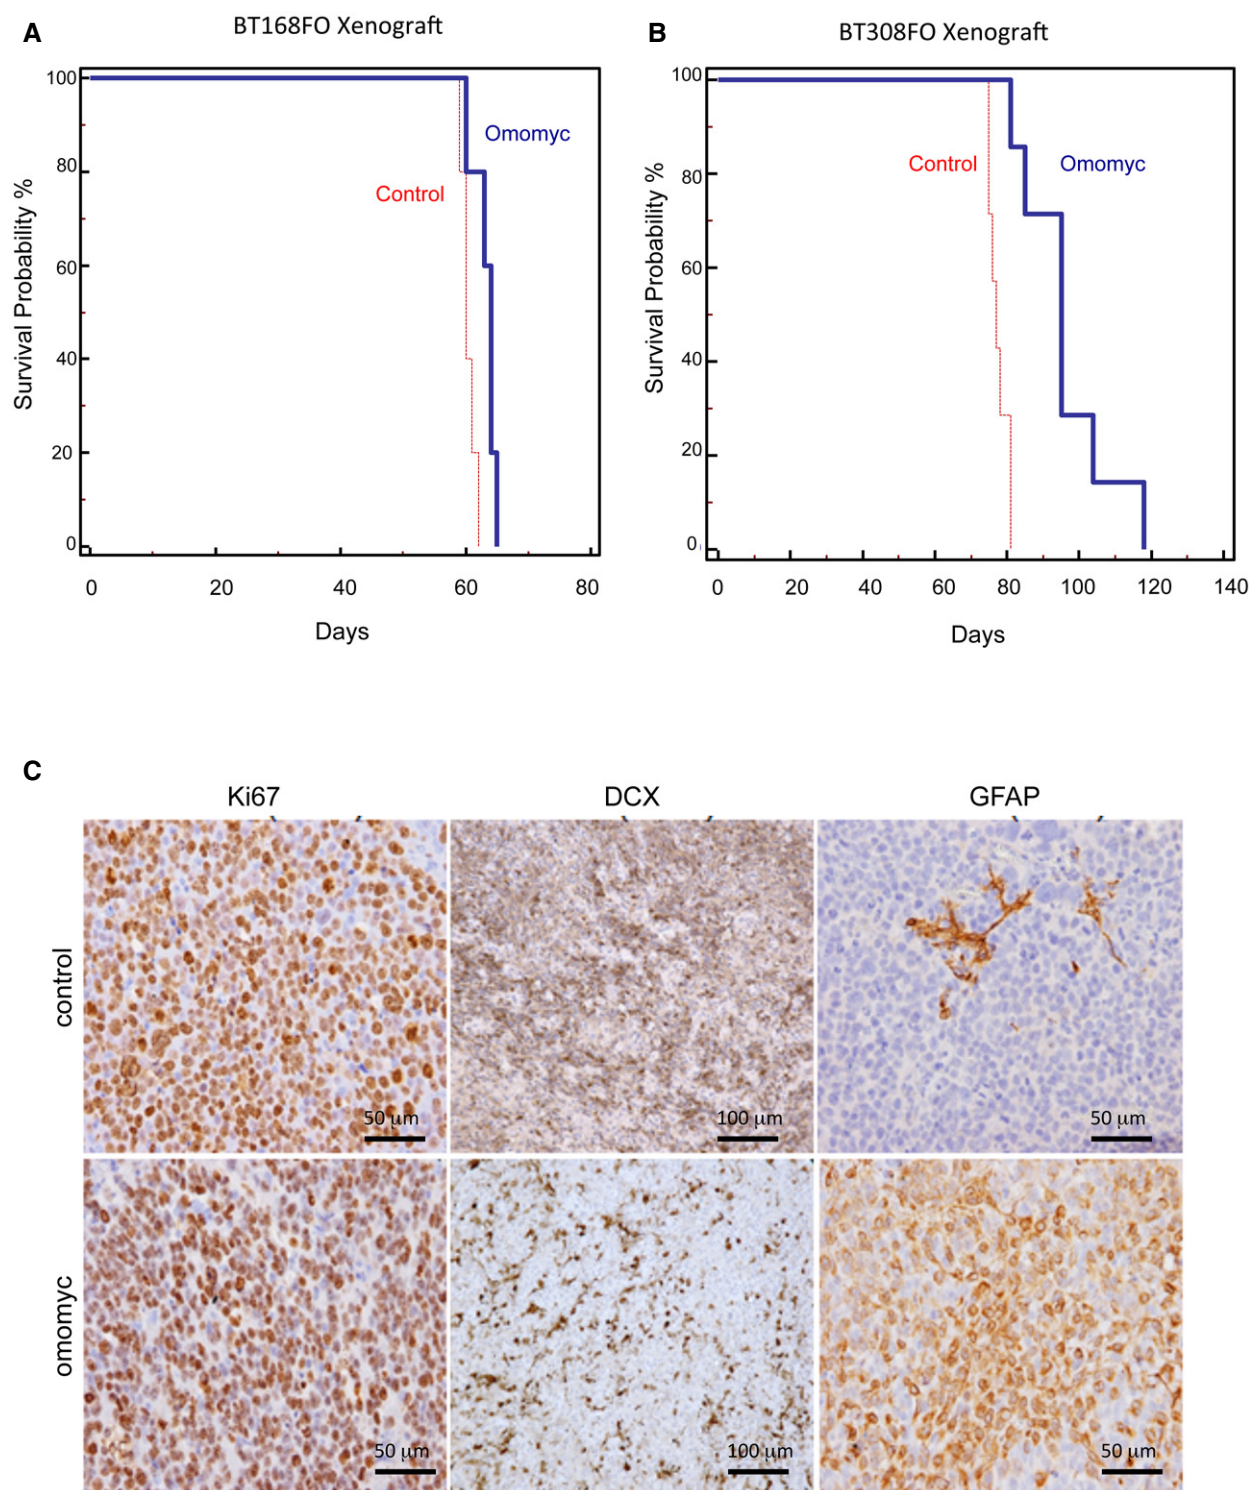 A
BT168FO Xenograft
Survival Probability %
100
80
60
40
20
0
Omomyc
Control
0 20 40 60 80
Days
B
BT308FO Xenograft
Survival Probability %
100
80
60
40
20
0
Control
Omomyc
0 20 40 60 80 100 120 140
Days
C
Ki67 DCX GFAP
control
50 µm 100 µm 50 µm
omomyc
50 µm 100 µm 50 µm